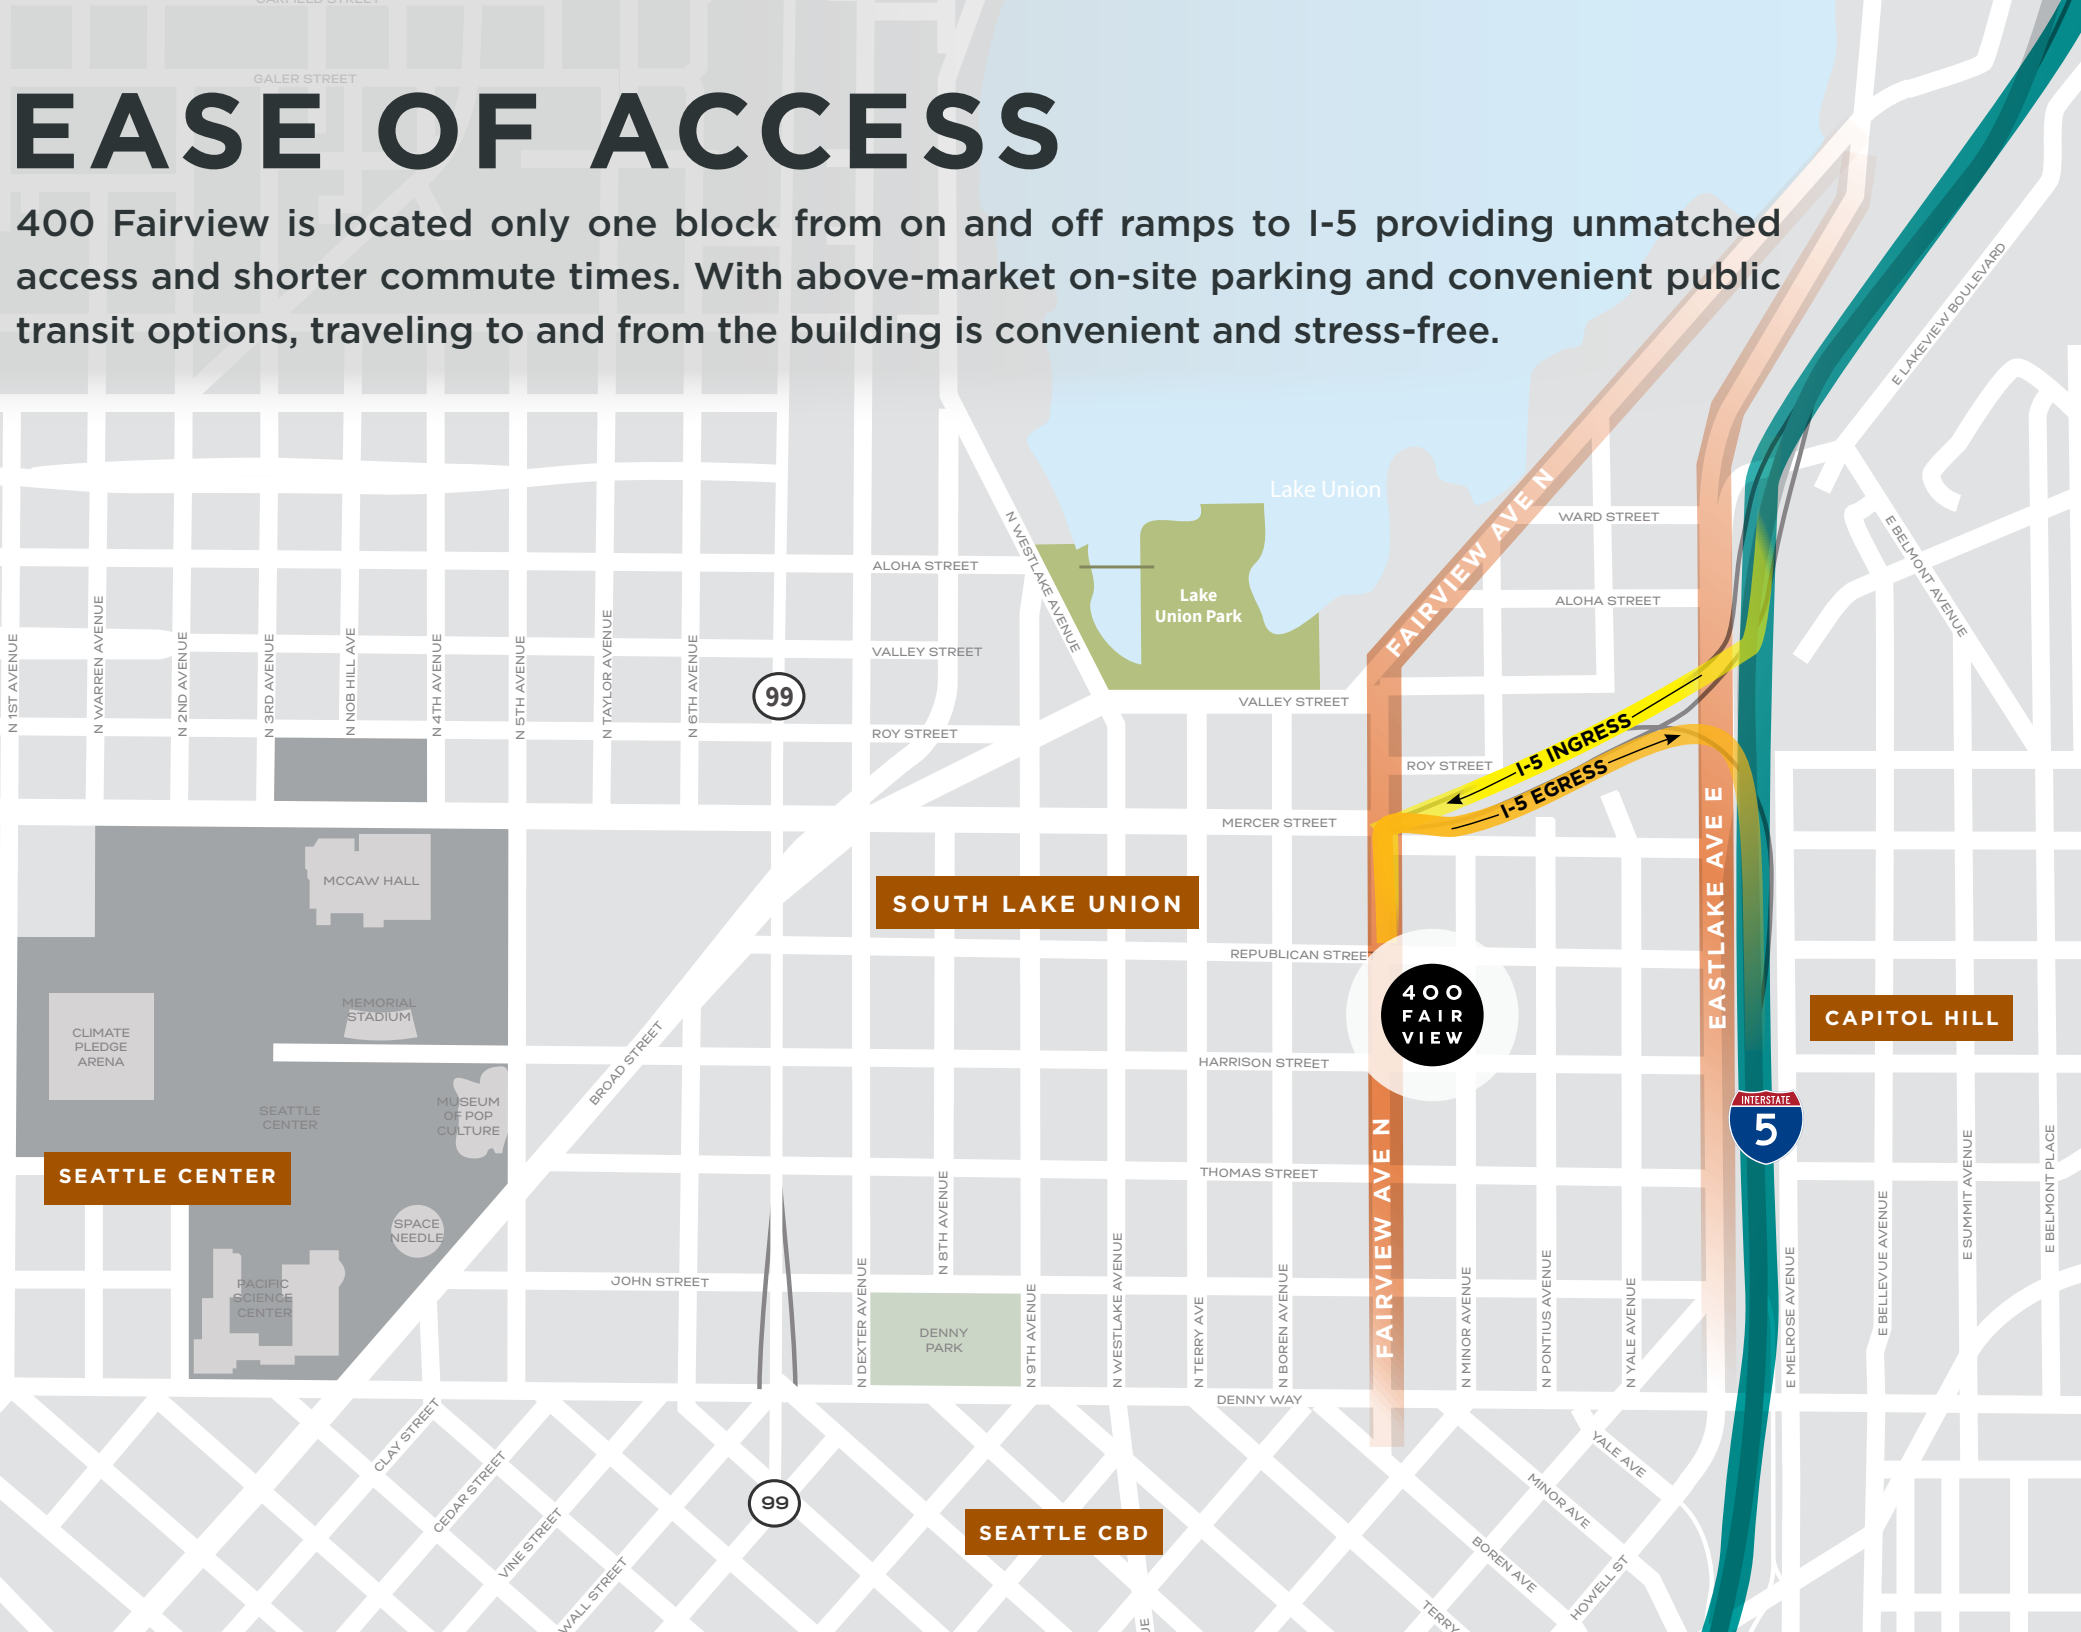 GALER STREET
EASE OF ACCESS
400 Fairview is located only one block from on and off ramps to I-5 providing unmatched
access and shorter commute times. With above-market on-site parking and convenient public
transit options, traveling to and from the building is convenient and stress-free.
E LAKEVIEW BOULEVARD
Lake Union
FAIRVIEW AVE N
WARD STREET
N WESTLAKE AVENUE
E BELMONT AVENUE
ALOHA STREET
Lake
Union Park
ALOHA STREET
N 1ST AVENUE
N WARREN AVENUE
N 2ND AVENUE
N 3RD AVENUE
N NOB HILL AVE
N 4TH AVENUE
N 5TH AVENUE
N TAYLOR AVENUE
N 6TH AVENUE
VALLEY STREET
99
VALLEY STREET
ROY STREET
I-5 INGRESS
ROY STREET
I-5 EGRESS
MERCER STREET
EASTLAKE AVE E
MCCAW HALL
SOUTH LAKE UNION
REPUBLICAN STREE
400
FAIR
VIEW
MEMORIAL
STADIUM
CAPITOL HILL
CLIMATE
PLEDGE
ARENA
BROAD STREET
HARRISON STREET
INTERSTATE
5
SEATTLE
CENTER
MUSEUM
OF POP
CULTURE
SEATTLE CENTER
THOMAS STREET
FAIRVIEW AVE N
SPACE
NEEDLE
PACIFIC
SCIENCE
CENTER
JOHN STREET
N DEXTER AVENUE
N 8TH AVENUE
DENNY
PARK
N 9TH AVENUE
N WESTLAKE AVENUE
N TERRY AVE
N BOREN AVENUE
N MINOR AVENUE
N PONTIUS AVENUE
N YALE AVENUE
E MELROSE AVENUE
E BELLEVUE AVENUE
E SUMMIT AVENUE
E BELMONT PLACE
DENNY WAY
CLAY STREET
CEDAR STREET
VINE STREET
WALL STREET
99
SEATTLE CBD
YALE AVE
MINOR AVE
BOREN AVE
HOWELL ST
TERRY